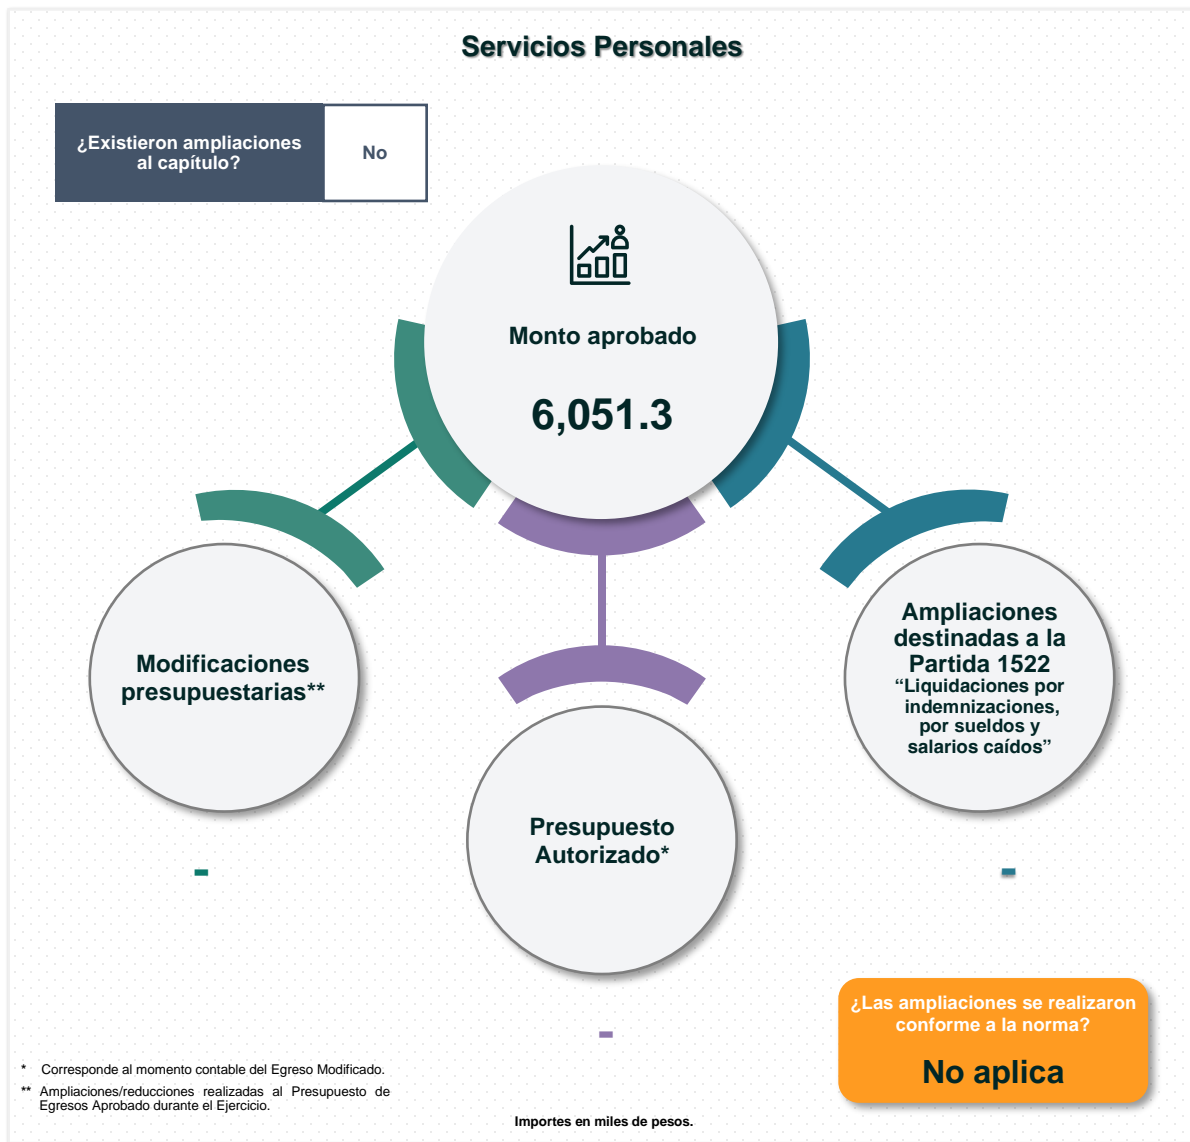 Servicios Personales
¿Existieron ampliaciones
al capítulo?
No
Monto aprobado
6,051.3
Modificaciones
presupuestarias**
-
Presupuesto
Autorizado*
-
Ampliaciones
destinadas a la
Partida 1522
“Liquidaciones por
indemnizaciones,
por sueldos y
salarios caídos”
-
¿Las ampliaciones se realizaron
conforme a la norma?
No aplica
* Corresponde al momento contable del Egreso Modificado.
** Ampliaciones/reducciones realizadas al Presupuesto de
Egresos Aprobado durante el Ejercicio.
Importes en miles de pesos.